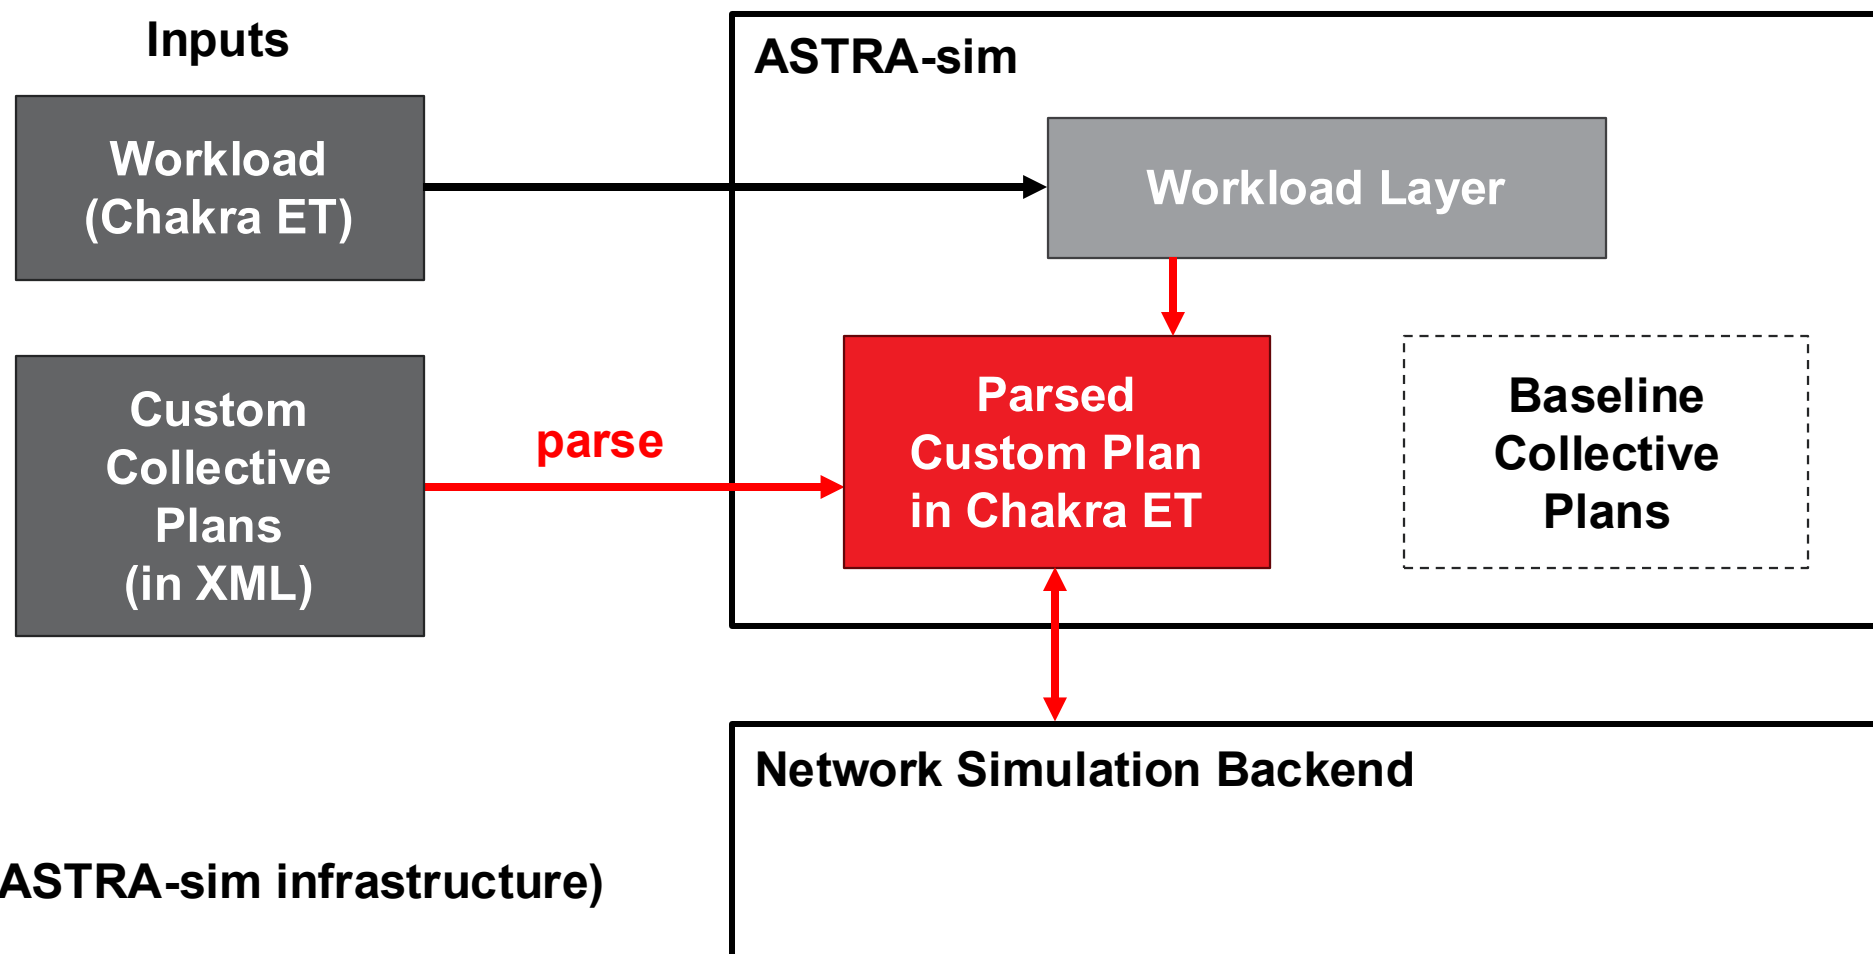 Inputs
ASTRA-sim
Workload
(Chakra ET)
Workload Layer
Custom
Collective
Plans
(in XML)
parse
Parsed
Custom Plan
in Chakra ET
Baseline
Collective
Plans
Network Simulation Backend
ASTRA-sim infrastructure)